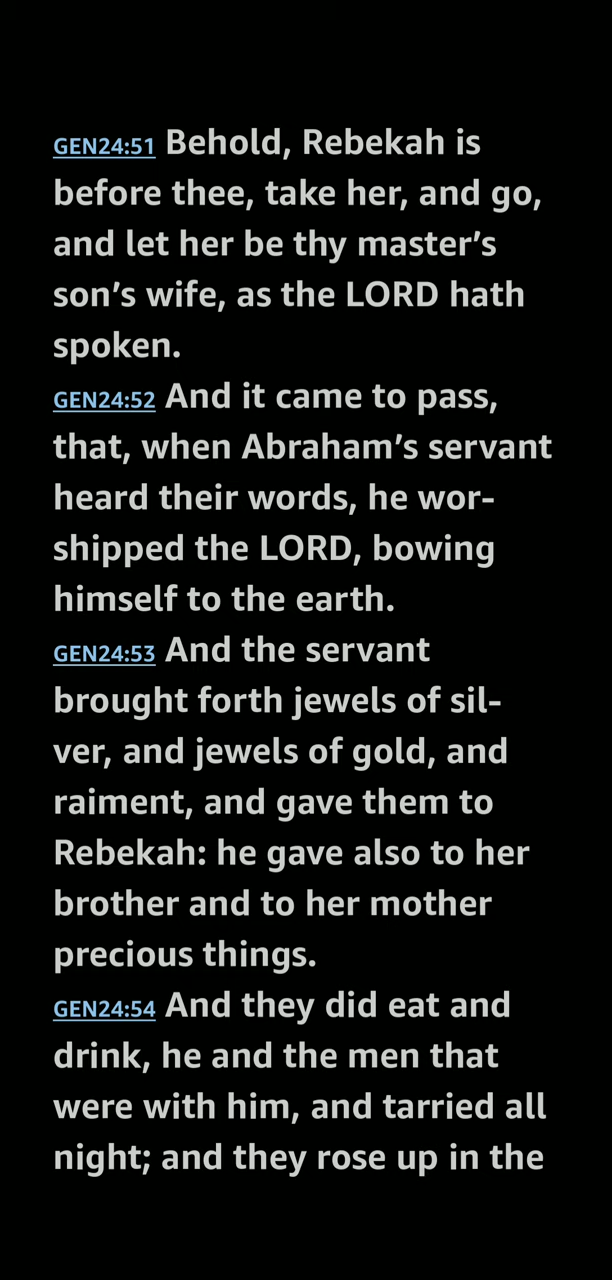 GEN24:51 Behold, Rebekah is
before thee, take her, and go,
and let her be thy master’s
son’s wife, as the LORD hath
spoken.
GEN24:52 And it came to pass,
that, when Abraham’s servant
heard their words, he wor-
shipped the LORD, bowing
himself to the earth.
GEN24:53 And the servant
brought forth jewels of sil-
ver, and jewels of gold, and
raiment, and gave them to
Rebekah: he gave also to her
brother and to her mother
precious things.
GEN24:54 And they did eat and
drink, he and the men that
were with him, and tarried all
night; and they rose up in the